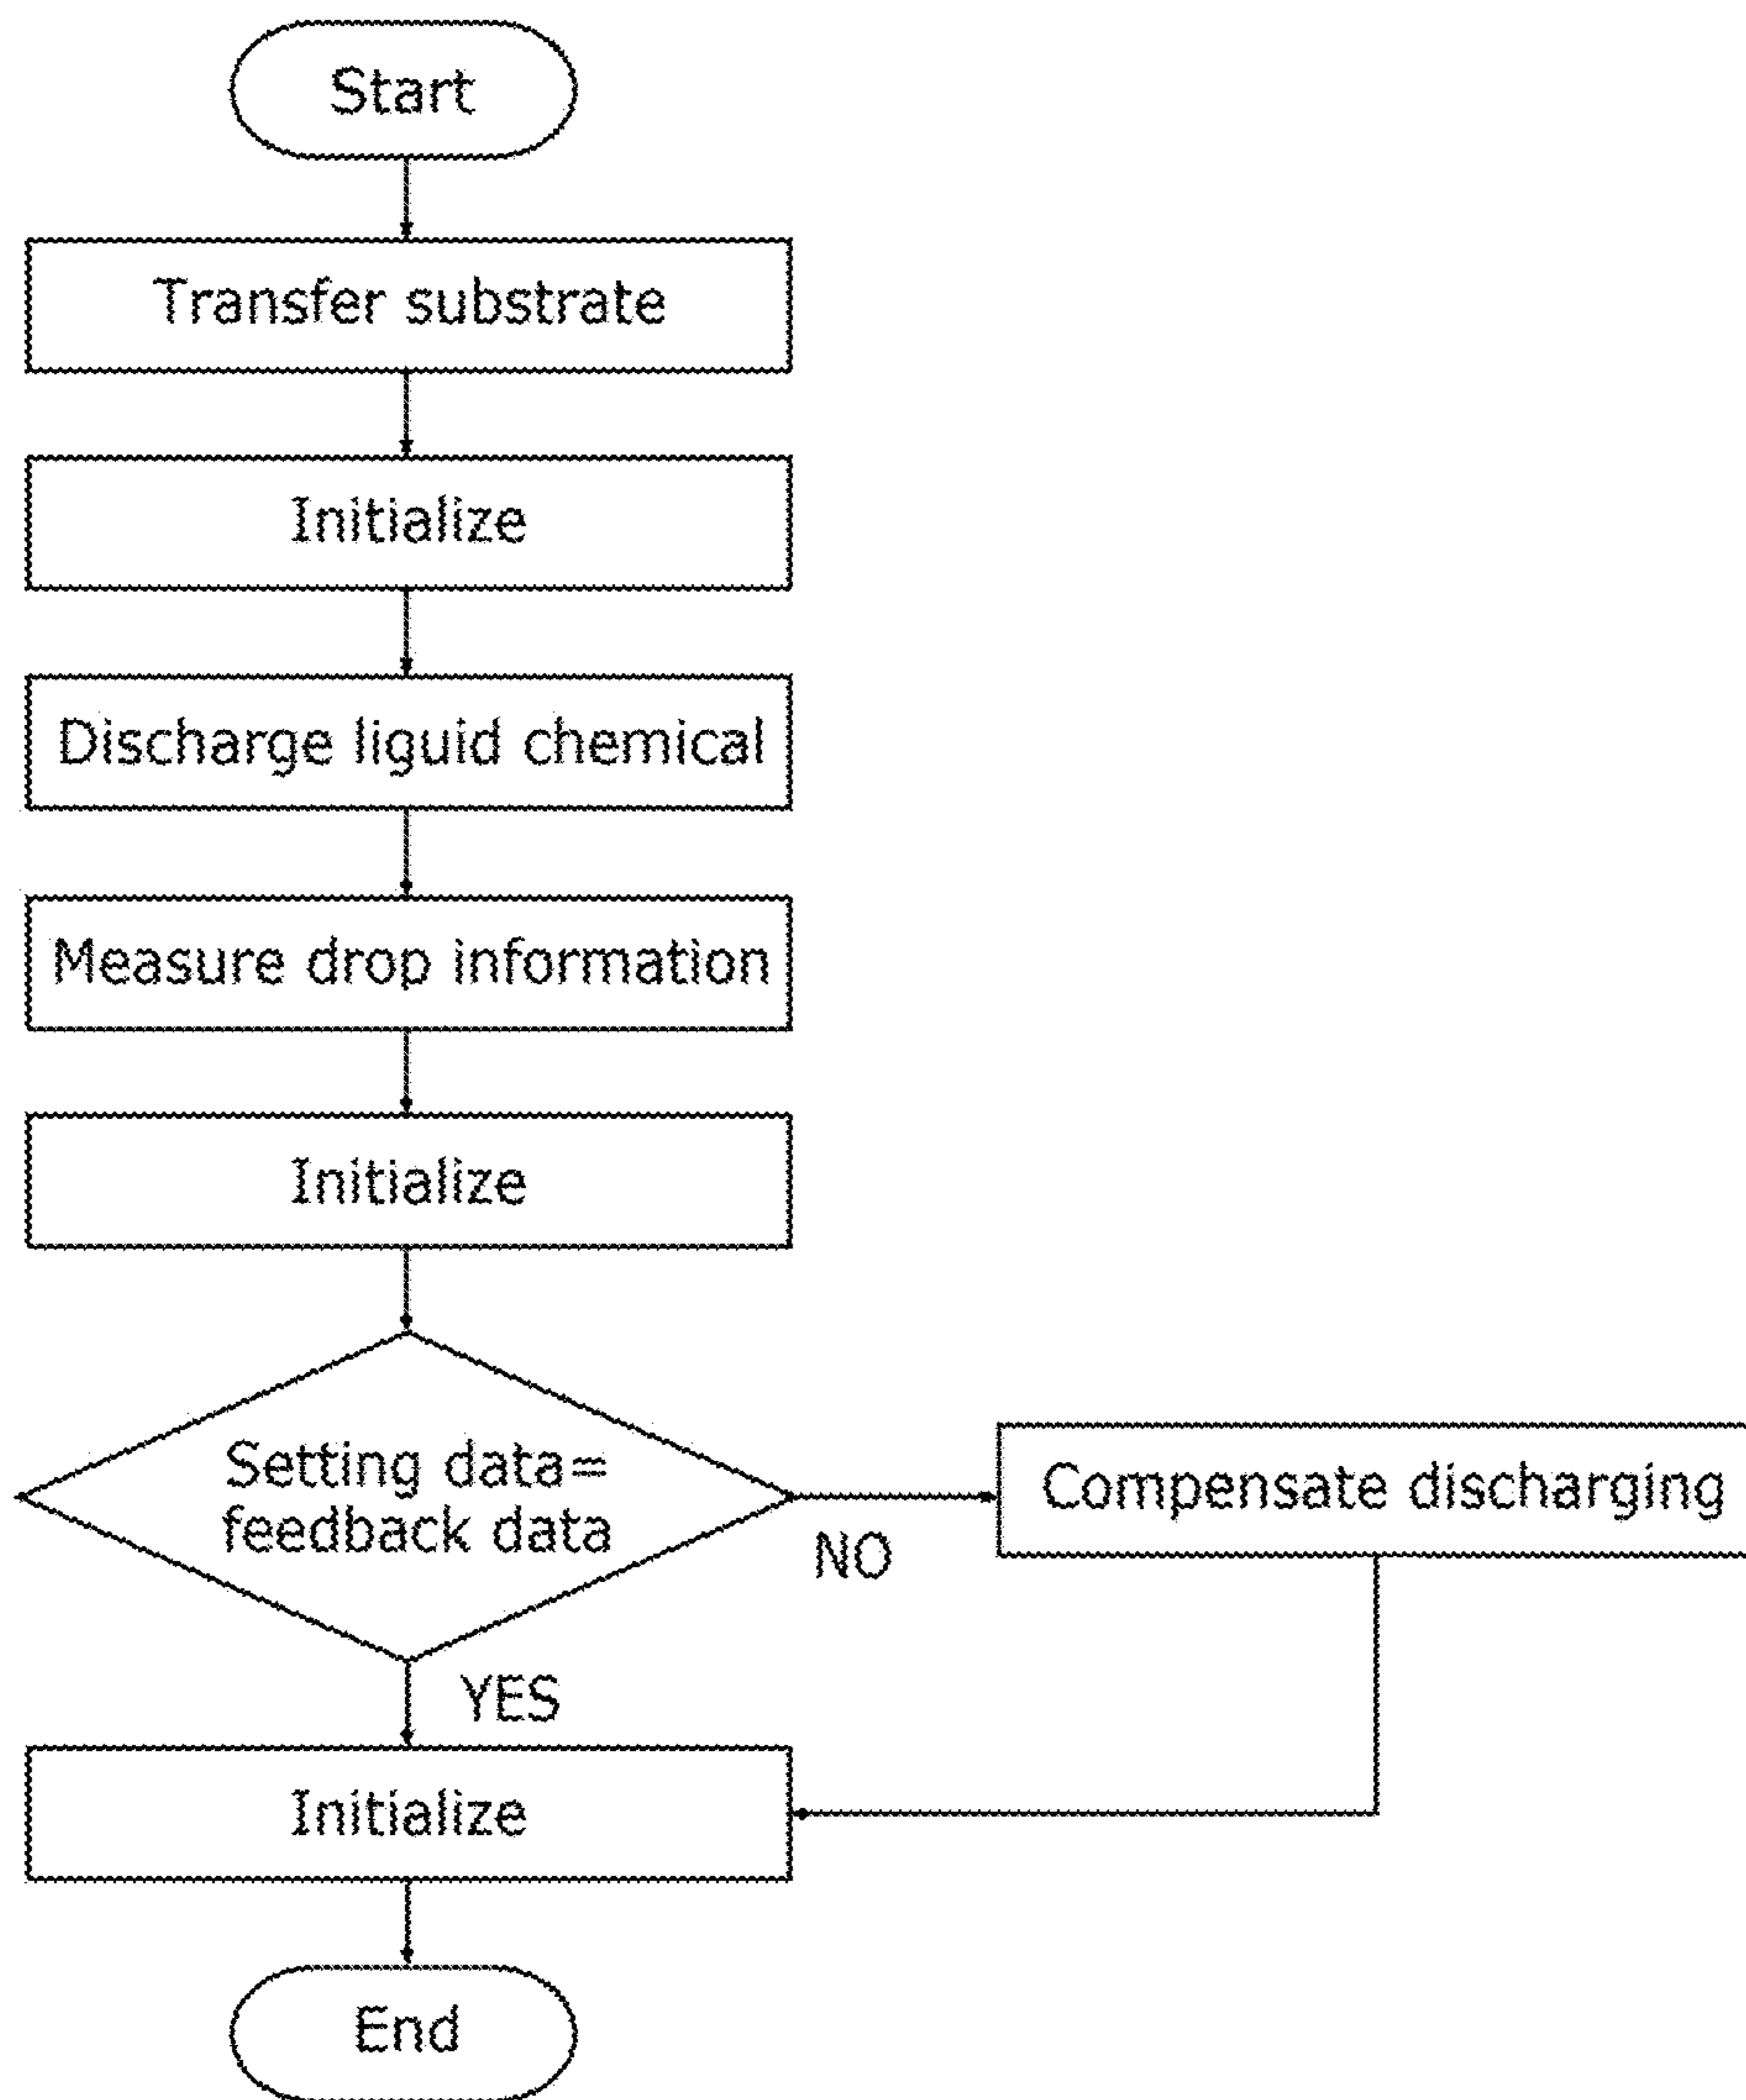 Start
Transfer substrate
Initialize
Discharge liguid chemical
Measure drop information
Initialize
Setting data=
feedback data
NO
Compensate discharging
YES
Initialize
End